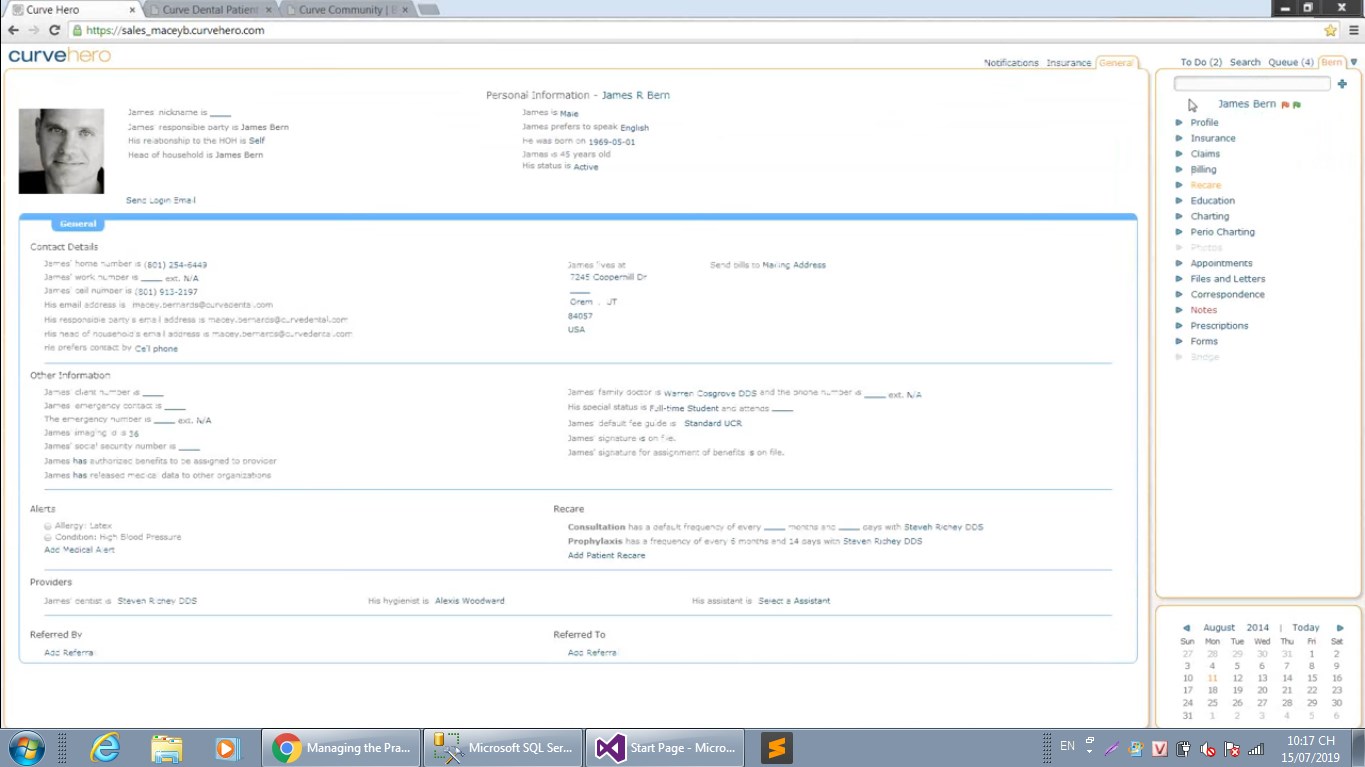 Curve Hero
Curve Dental Patient
Curve Community | B
https://sales_maceyb.curvehero.com
curvehero
Notifications Insurance General
To Do (2) Search Queue (4) Bern
Personal Information - James R Bern
James' nickname is ____
James' responsible party is James Bern
His relationship to the HOH is Self
Head of household is James Bern
James is Male
James prefers to speak English
He was born on 1969-05-01
James is 45 years old
His status is Active
Send Login Email
General
Contact Details
James' home number is (801) 254-6443
James' work number is ____ ext. N/A
James' cell number is (801) 913-2197
His email address is macey.bernards@curvedental.com
His responsible party's email address is macey.bernards@curvedental.com
His head of household's email address is macey.bernards@curvedental.com
He prefers contact by Cell phone
James lives at
7245 Copperhill Dr
____
Orem , UT
84057
USA
Send bills to Mailing Address
Other Information
James' client number is ____
James' emergency contact is ____
The emergency number is ____ ext. N/A
James' imaging id is 36
James' social security number is ____
James has authorized benefits to be assigned to provider
James has released medical data to other organizations
James' family doctor is Warren Cosgrove DDS and the phone number is ____ ext. N/A
His special status is Full-time Student and attends ____
James' default fee guide is Standard UCR
James' signature is on file.
James' signature for assignment of benefits is on file.
Alerts
Allergy: Latex
Condition: High Blood Pressure
Add Medical Alert
Recare
Consultation has a default frequency of every ____ months and ____ days with Steven Richey DDS
Prophylaxis has a frequency of every 6 months and 14 days with Steven Richey DDS
Add Patient Recare
Providers
James' dentist is Steven Richey DDS
His hygienist is Alexis Woodward
His assistant is Select a Assistant
Referred By
Add Referral
Referred To
Add Referral
James Bern
Profile
Insurance
Claims
Billing
Recare
Education
Charting
Perio Charting
Photos
Appointments
Files and Letters
Correspondence
Notes
Prescriptions
Forms
Bridge
August 2014 | Today
Sun Mon Tue Wed Thu Fri Sat
27 28 29 30 31 1 2
3 4 5 6 7 8 9
10 11 12 13 14 15 16
17 18 19 20 21 22 23
24 25 26 27 28 29 30
31 1 2 3 4 5 6
Managing the Pra...
Microsoft SQL Ser...
Start Page - Micro...
EN
10:17 CH
15/07/2019